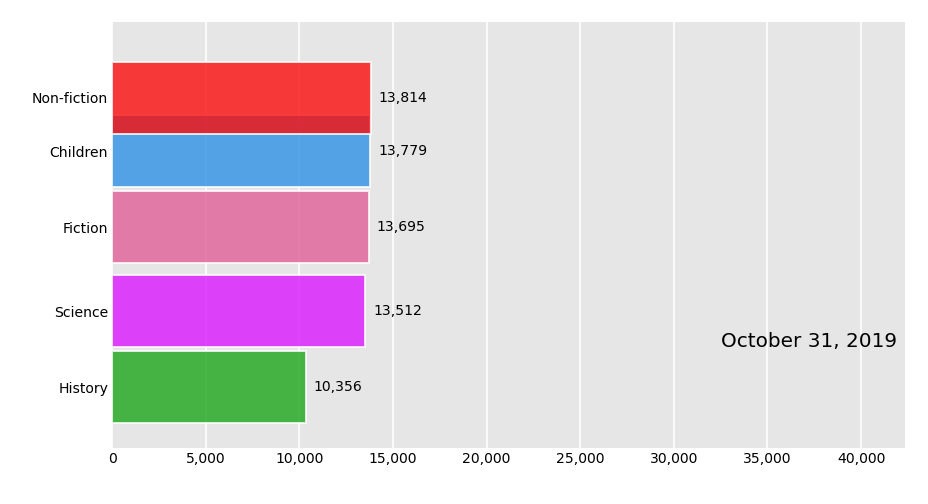 Non-fiction 13,814
Children 13,779
Fiction 13,695
Science 13,512
October 31, 2019
History 10,356
0 5,000 10,000 15,000 20,000 25,000 30,000 35,000 40,000